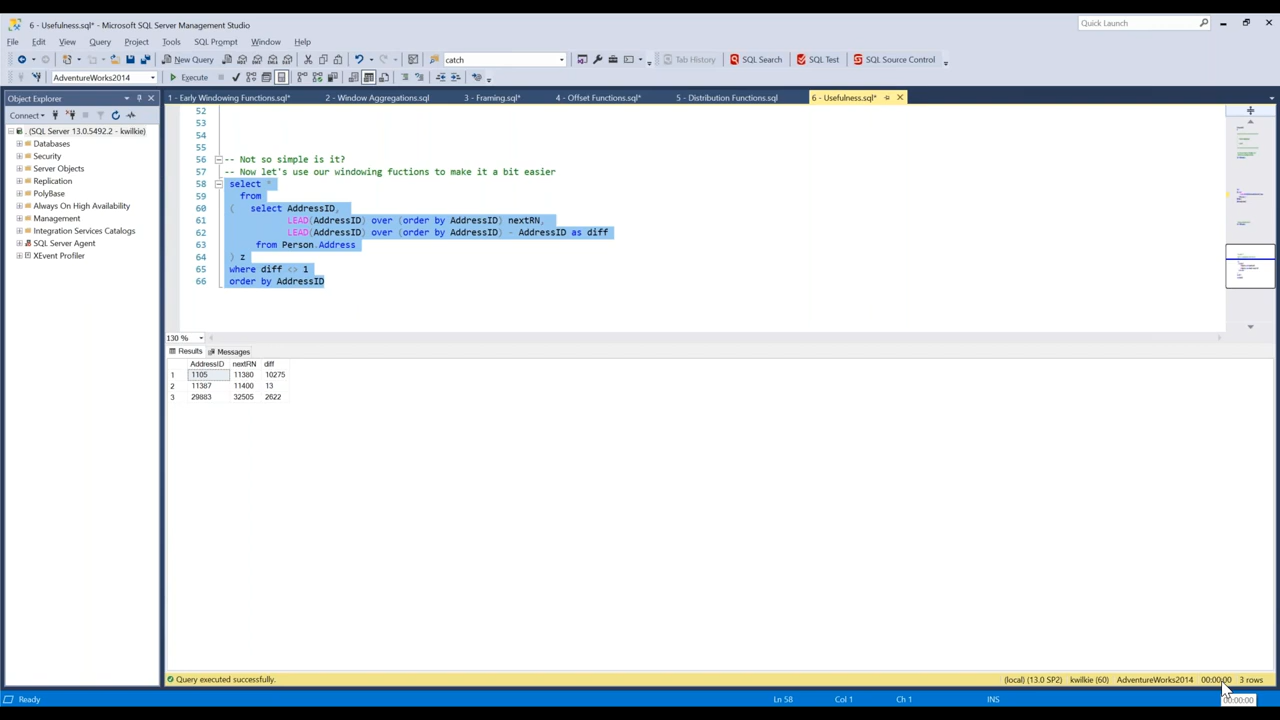 6 - Usefulness.sql* - Microsoft SQL Server Management Studio
Quick Launch
File Edit View Query Project Tools SQL Prompt Window Help
New Query
catch
Tab History
SQL Search
SQL Test
SQL Source Control
AdventureWorks2014
Execute
Object Explorer
1 - Early Windowing Functions.sql*
2 - Window Aggregations.sql
3 - Framing.sql*
4 - Offset Functions.sql*
5 - Distribution Functions.sql
6 - Usefulness.sql*
Connect
. (SQL Server 13.0.5492.2 - kwilkie)
Databases
Security
Server Objects
Replication
PolyBase
Always On High Availability
Management
Integration Services Catalogs
SQL Server Agent
XEvent Profiler
52
53
54
55
56 -- Not so simple is it?
57 -- Now let's use our windowing fuctions to make it a bit easier
58 select *
59 from
60 ( select AddressID,
61 LEAD(AddressID) over (order by AddressID) nextRN,
62 LEAD(AddressID) over (order by AddressID) - AddressID as diff
63 from Person.Address
64 ) z
65 where diff <> 1
66 order by AddressID
130 %
Results Messages
AddressID nextRN diff
1 1105 11380 10275
2 11387 11400 13
3 29883 32505 2622
Query executed successfully.
(local) (13.0 SP2) kwilkie (60) AdventureWorks2014 00:00:00 3 rows
Ready Ln 58 Col 1 Ch 1 INS
00:00:00